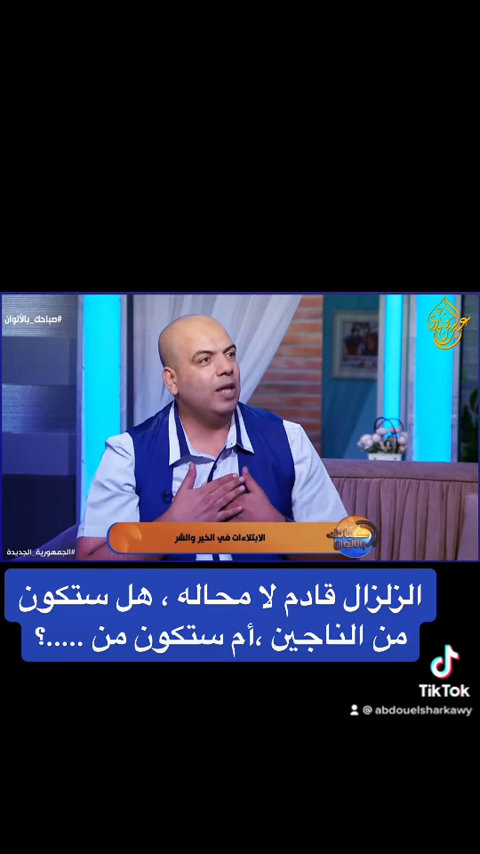 #صباحك_بالألوان
الابتلاءات في الخير والشر
#الجمهورية_الجديدة
الزلزال قادم لا محاله ، هل ستكون
من الناجين ،أم ستكون من .....؟
TikTok
@ abdouelsharkawy